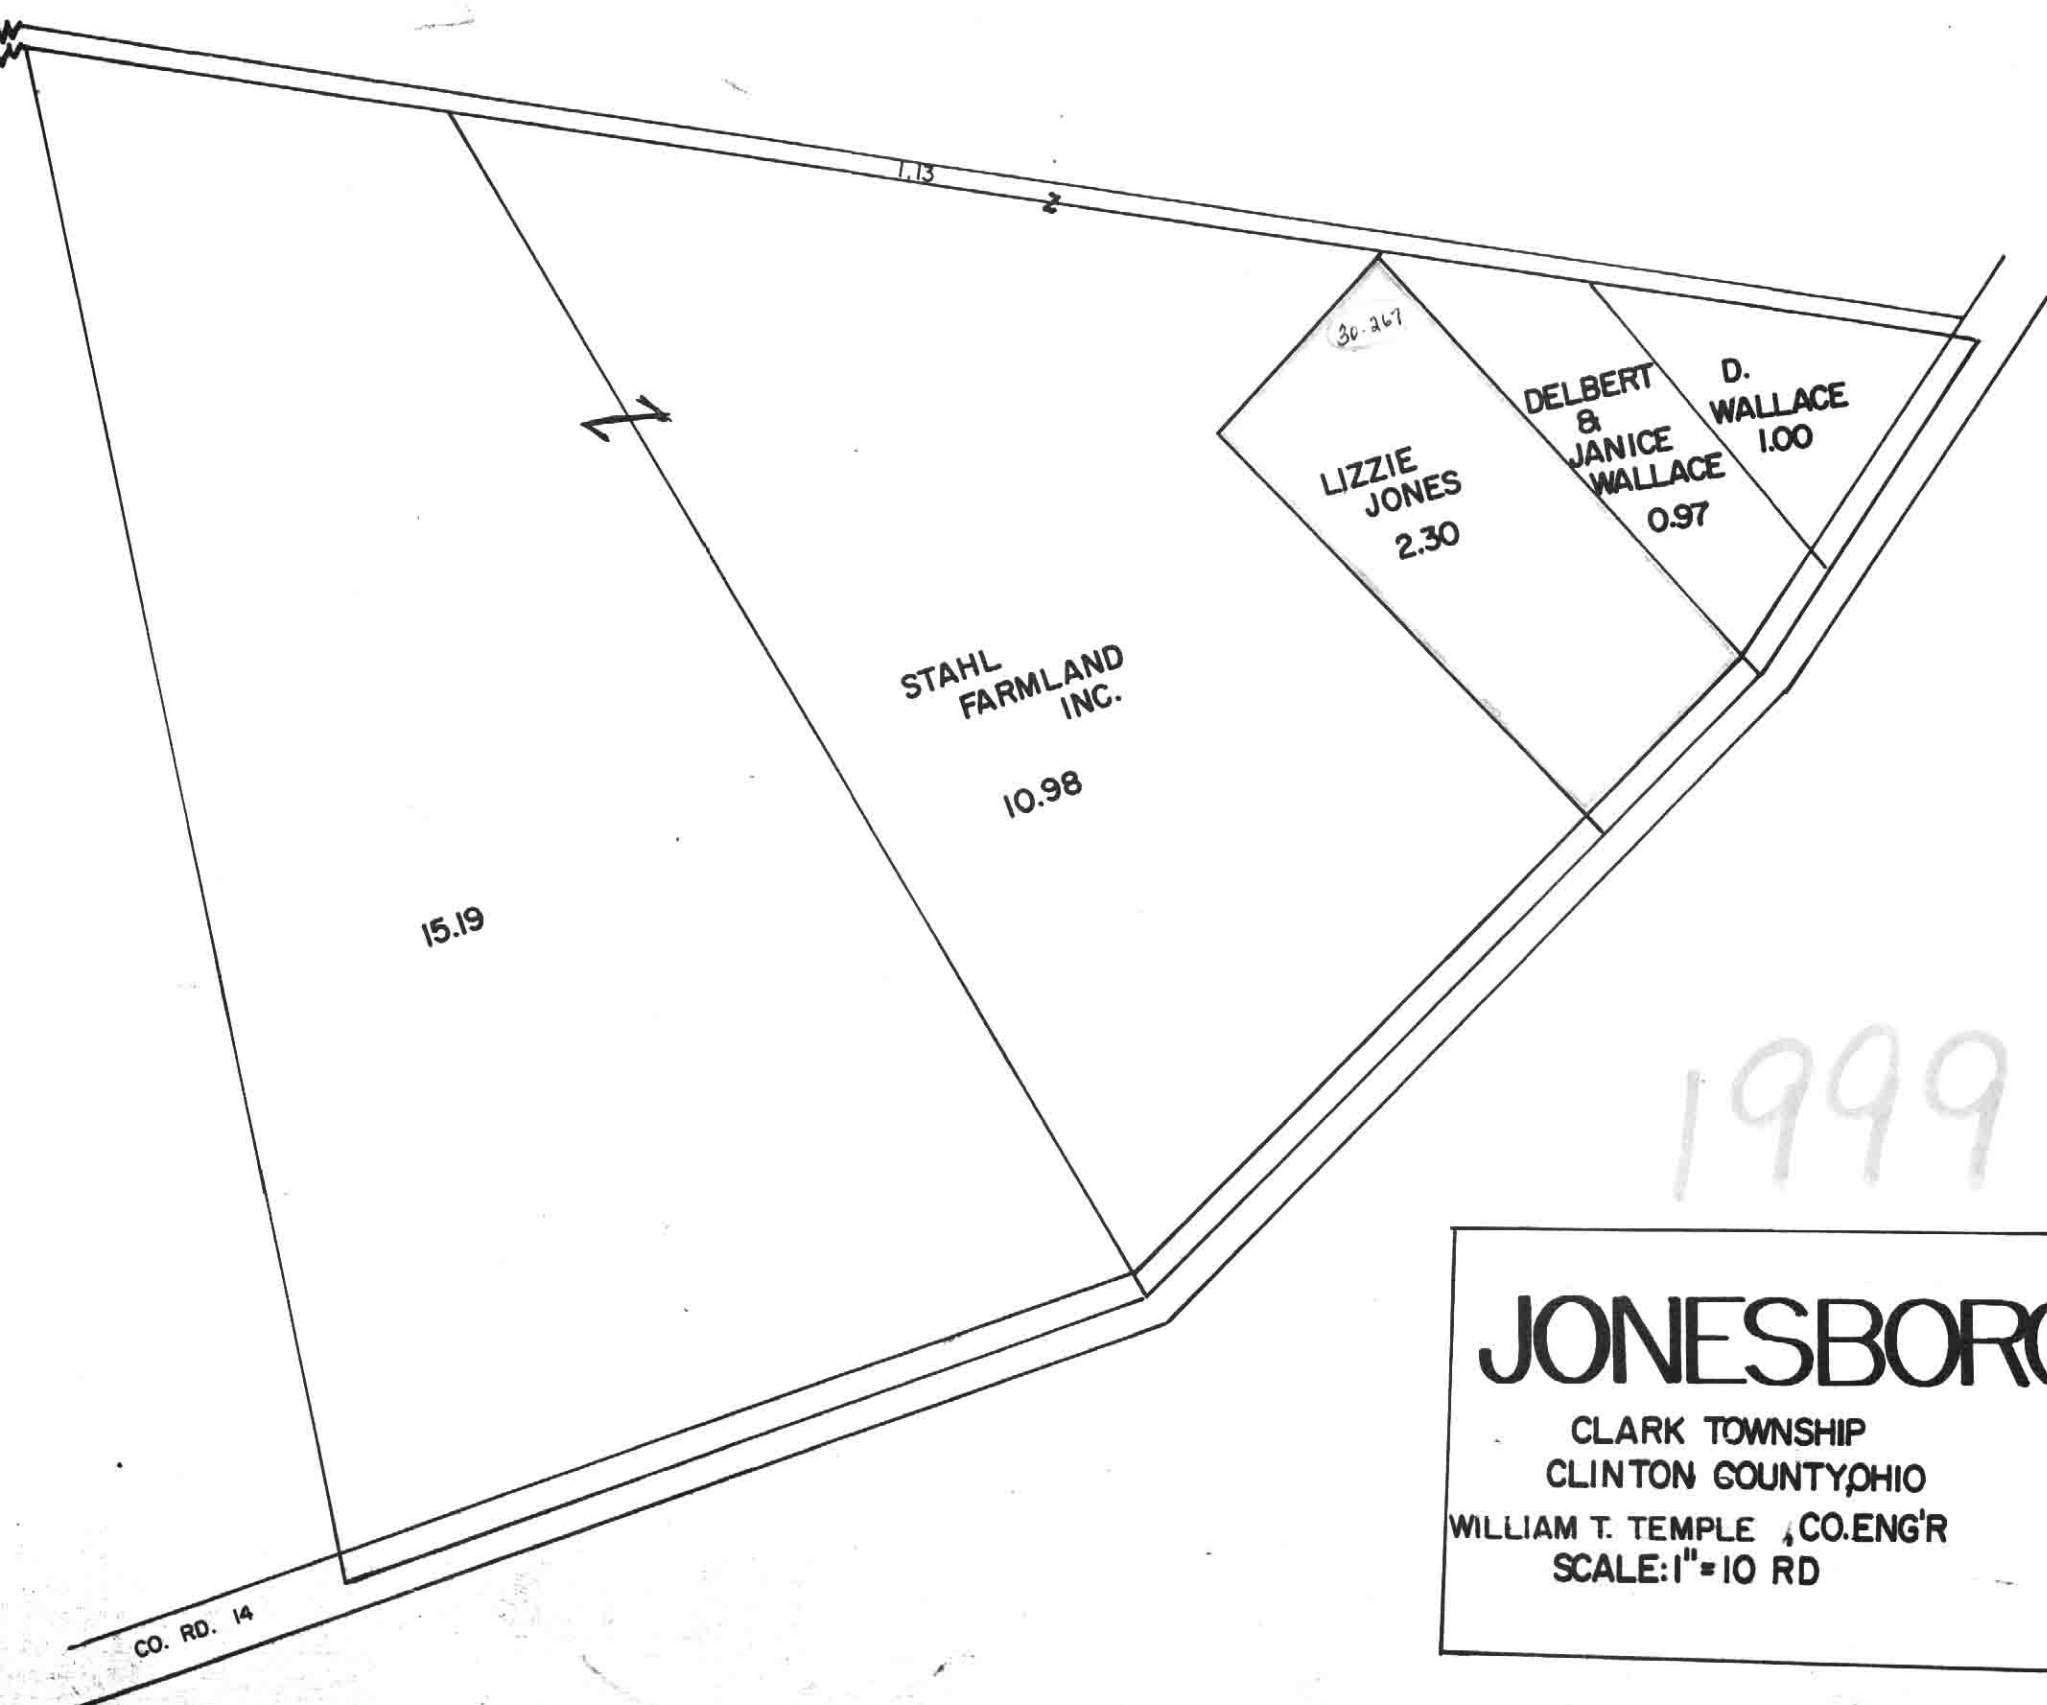 1.13
30-267
DELBERT
&
JANICE
WALLACE
0.97
D.
WALLACE
1.00
LIZZIE
JONES
2.30
STAHL
FARMLAND
INC.
10.98
15.19
1999
JONESBORO
CLARK TOWNSHIP
CLINTON COUNTY,OHIO
WILLIAM T. TEMPLE , CO.ENG'R
SCALE: 1"=10 RD
CO. RD. 14